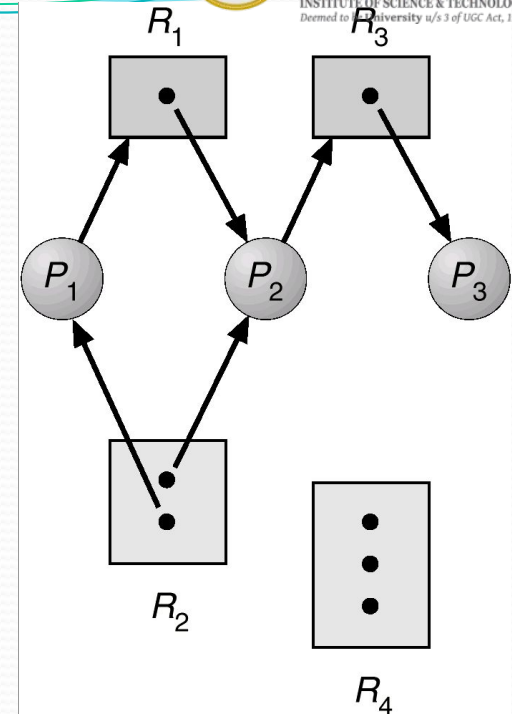 INSTITUTE OF SCIENCE & TECHNOLO
Deemed to be University u/s 3 of UGC Act, 1
R1
R3
P1
P2
P3
R2
R4